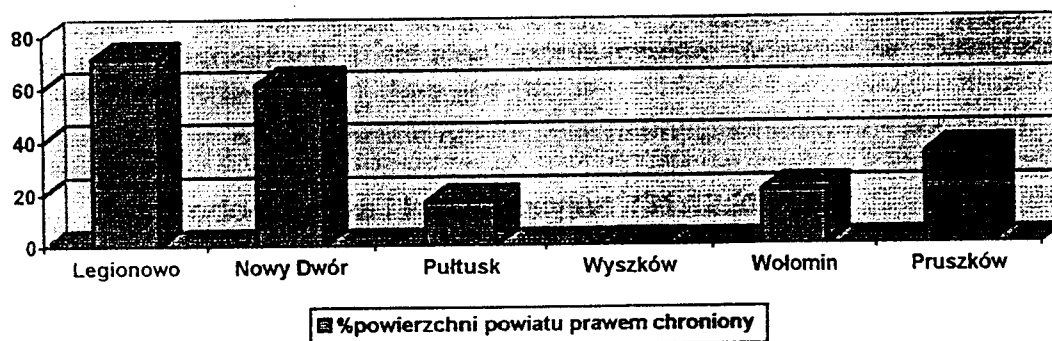 80
60
40
20
0
Legionowo Nowy Dwór Pułtusk Wyszków Wołomin Pruszków
%powierzchni powiatu prawem chroniony